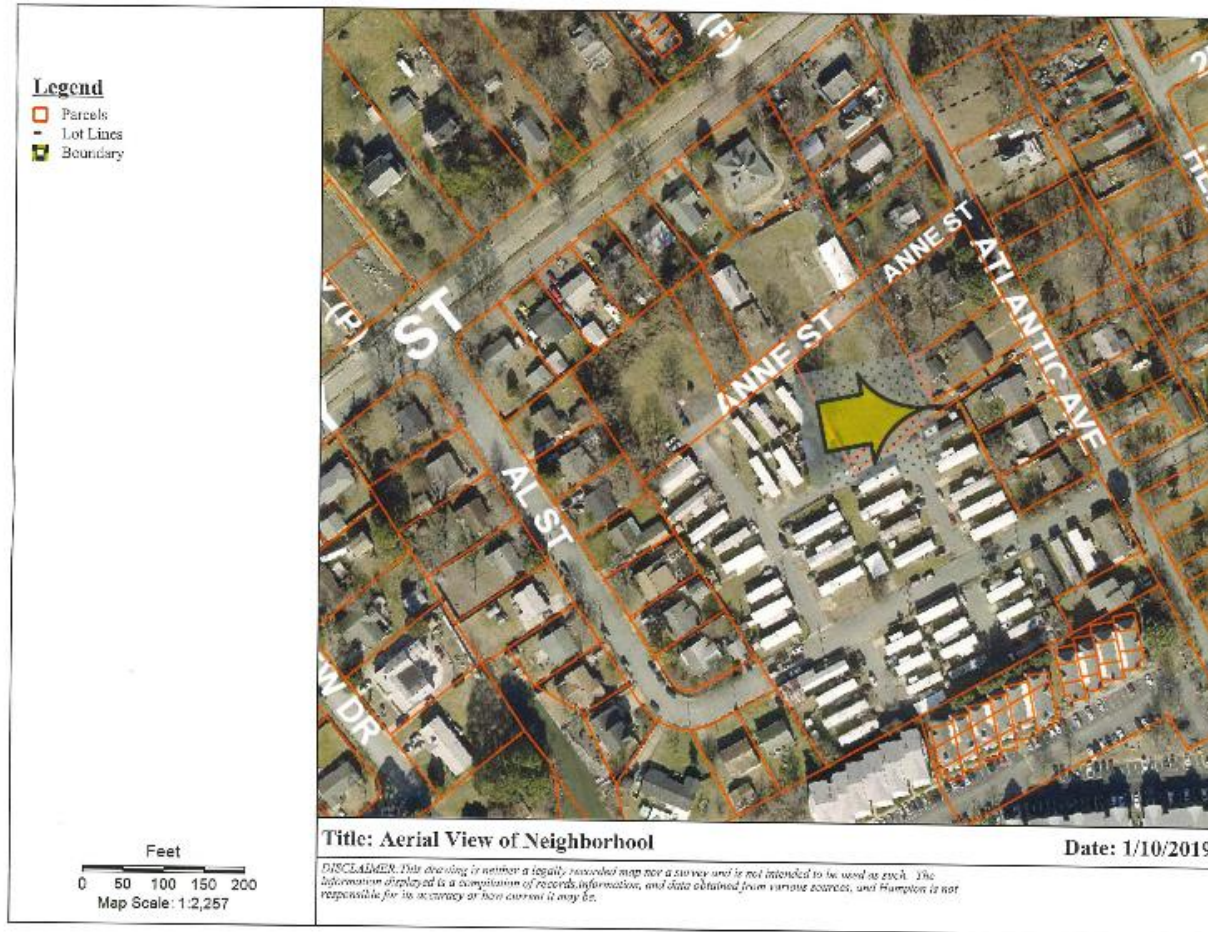 Legend
Parcels
Lot Lines
Boundary
(F)
ANNE ST
ATLANTIC AVE
ANNE ST
(P)
ST
AL ST
W DR
Feet
0 50 100 150 200
Map Scale: 1:2,257
Title: Aerial View of Neighborhool
Date: 1/10/2019
DISCLAIMER:This drawing is neither a legally recorded map nor a survey and is not intended to be used as such. The
information displayed is a compilation of records,information, and data obtained from various sources, and Hampton is not
responsible for its accuracy or how current it may be.